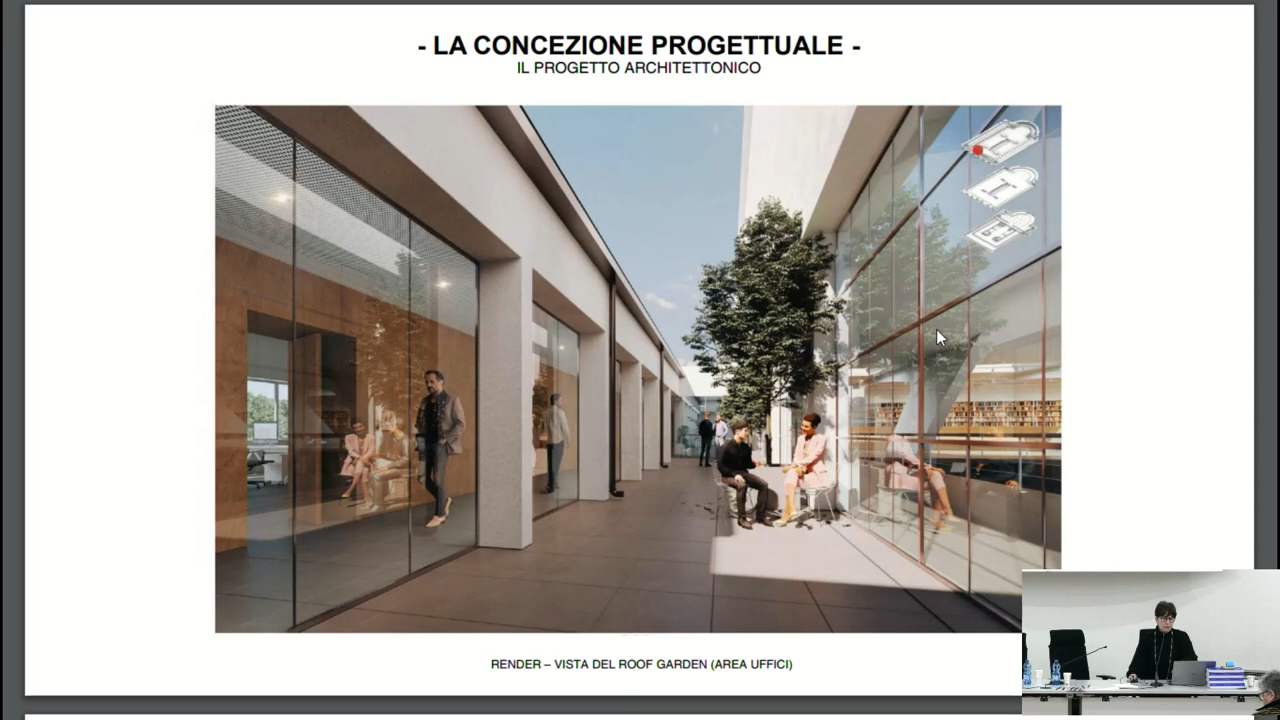 - LA CONCEZIONE PROGETTUALE -
IL PROGETTO ARCHITETTONICO
RENDER – VISTA DEL ROOF GARDEN (AREA UFFICI)